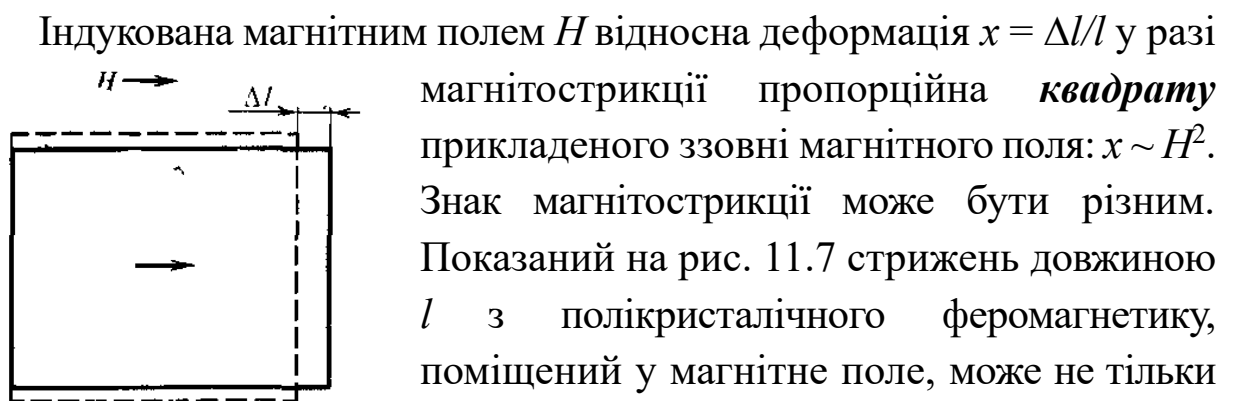 Індукована магнітним полем H відносна деформація x = Δl/l у разі
H
Δl
магнітострикції пропорційна квадрату
прикладеного ззовні магнітного поля: x ~ H².
Знак магнітострикції може бути різним.
Показаний на рис. 11.7 стрижень довжиною
l з полікристалічного феромагнетику,
поміщений у магнітне поле, може не тільки